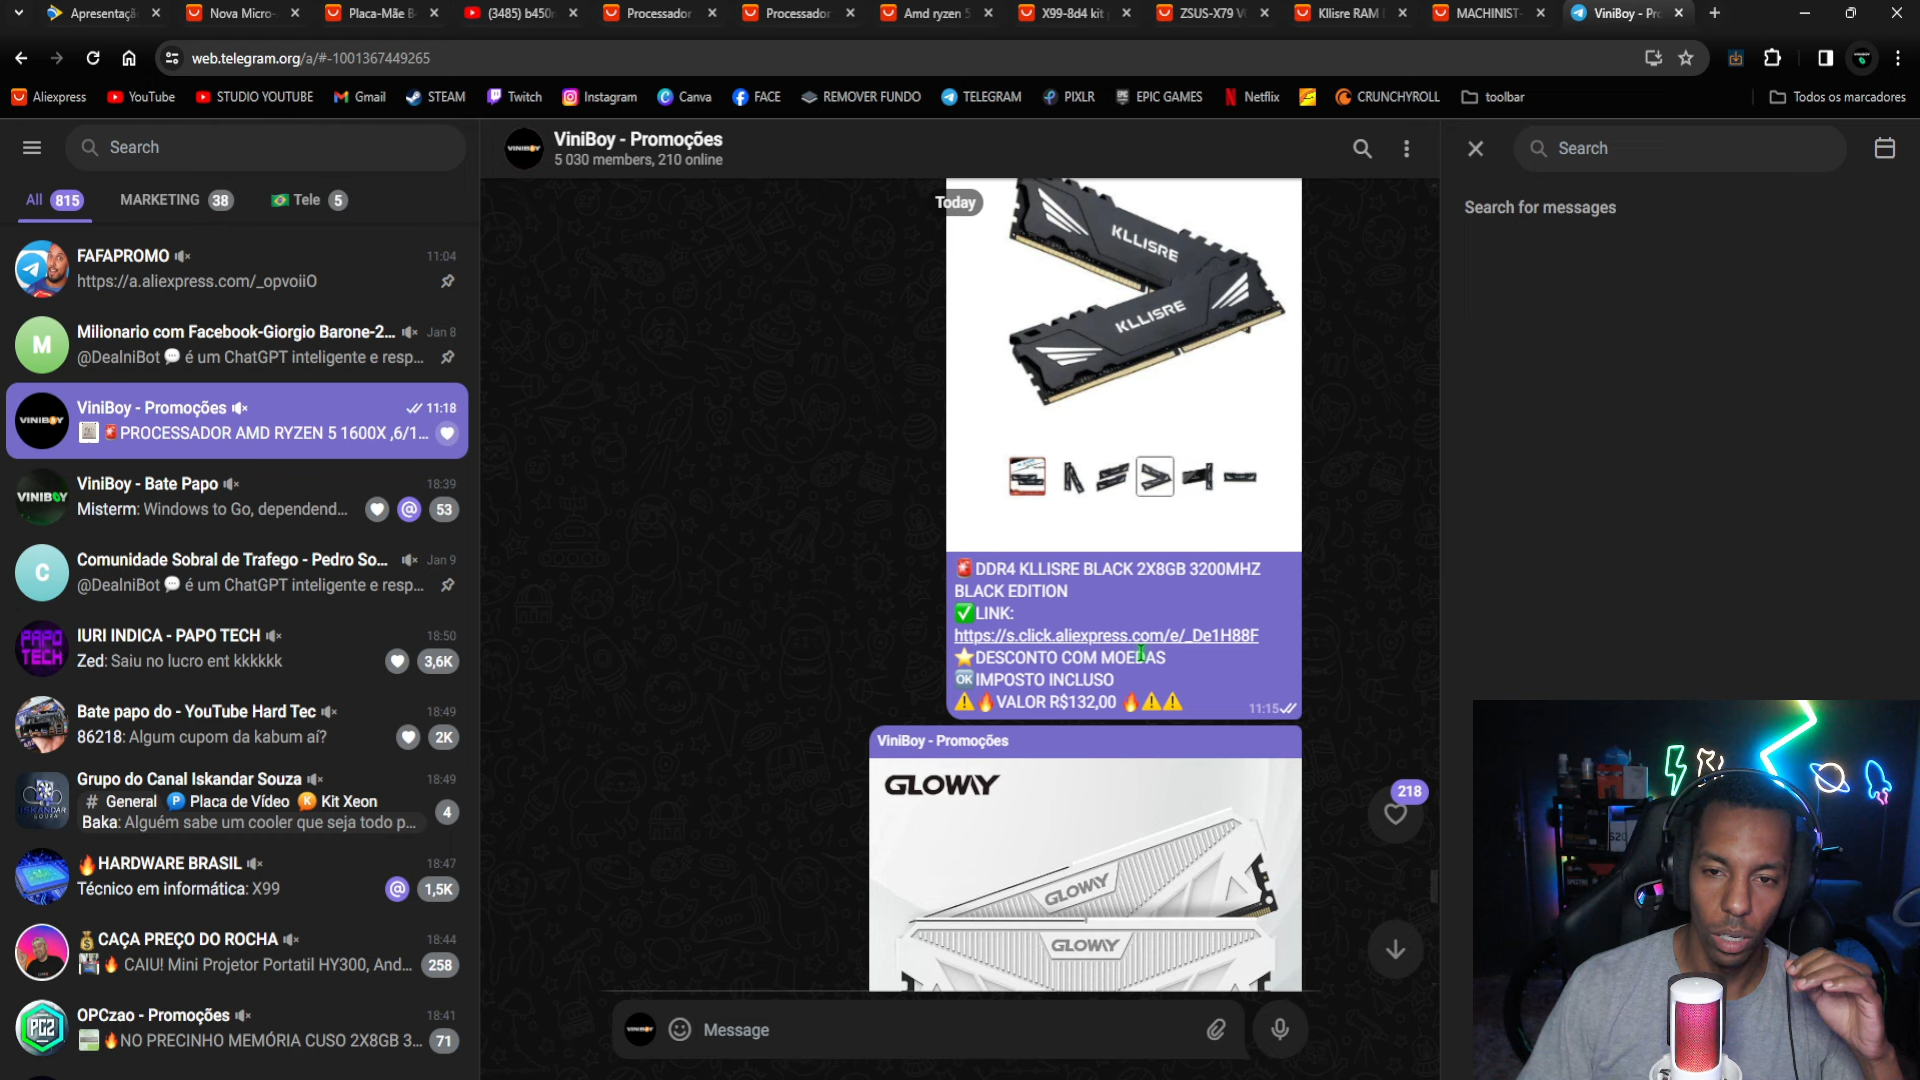 Apresentaçã
Nova Micro-
Placa-Mãe B
(3485) b450
Processador
Processador
Amd ryzen 5
X99-8d4 kit
ZSUS-X79 V
Kllisre RAM
MACHINIST
ViniBoy - Pr
web.telegram.org/a/#-1001367449265
Aliexpress
YouTube
STUDIO YOUTUBE
Gmail
STEAM
Twitch
Instagram
Canva
FACE
REMOVER FUNDO
TELEGRAM
PIXLR
EPIC GAMES
Netflix
CRUNCHYROLL
toolbar
Todos os marcadores
Search
All 815
MARKETING 38
🇧🇷 Tele 5
FAFAPROMO 11:04
https://a.aliexpress.com/_opvoiiO
M
Milionario com Facebook-Giorgio Barone-2... Jan 8
@DealniBot 💬 é um ChatGPT inteligente e resp...
VINIBOY
ViniBoy - Promoções 11:18
🚨PROCESSADOR AMD RYZEN 5 1600X ,6/1...
VINIBOY
ViniBoy - Bate Papo 18:39
Misterm: Windows to Go, dependend... @ 53
C
Comunidade Sobral de Trafego - Pedro So... Jan 9
@DealniBot 💬 é um ChatGPT inteligente e resp...
PAPO TECH
IURI INDICA - PAPO TECH 18:50
Zed: Saiu no lucro ent kkkkkk 3,6K
Bate papo do - YouTube Hard Tec 18:49
86218: Algum cupom da kabum aí? 2K
Grupo do Canal Iskandar Souza 18:49
# General P Placa de Vídeo K Kit Xeon
Baka: Alguém sabe um cooler que seja todo p... 4
🔥HARDWARE BRASIL 18:47
Técnico em informática: X99 @ 1,5K
💰CAÇA PREÇO DO ROCHA 18:44
🔥 CAIU! Mini Projetor Portatil HY300, And... 258
OPCzao - Promoções 18:41
🔥NO PRECINHO MEMÓRIA CUSO 2X8GB 3... 71
VINIBOY
ViniBoy - Promoções
5 030 members, 210 online
Today
KLLISRE
KLLISRE
🚨DDR4 KLLISRE BLACK 2X8GB 3200MHZ
BLACK EDITION
✅LINK:
https://s.click.aliexpress.com/e/_De1H88F
⭐DESCONTO COM MOEDAS
🆗IMPOSTO INCLUSO
⚠️🔥VALOR R$132,00 🔥⚠️⚠️
11:15
ViniBoy - Promoções
GLOWAY
GLOWAY
GLOWAY
218
Message
Search
Search for messages